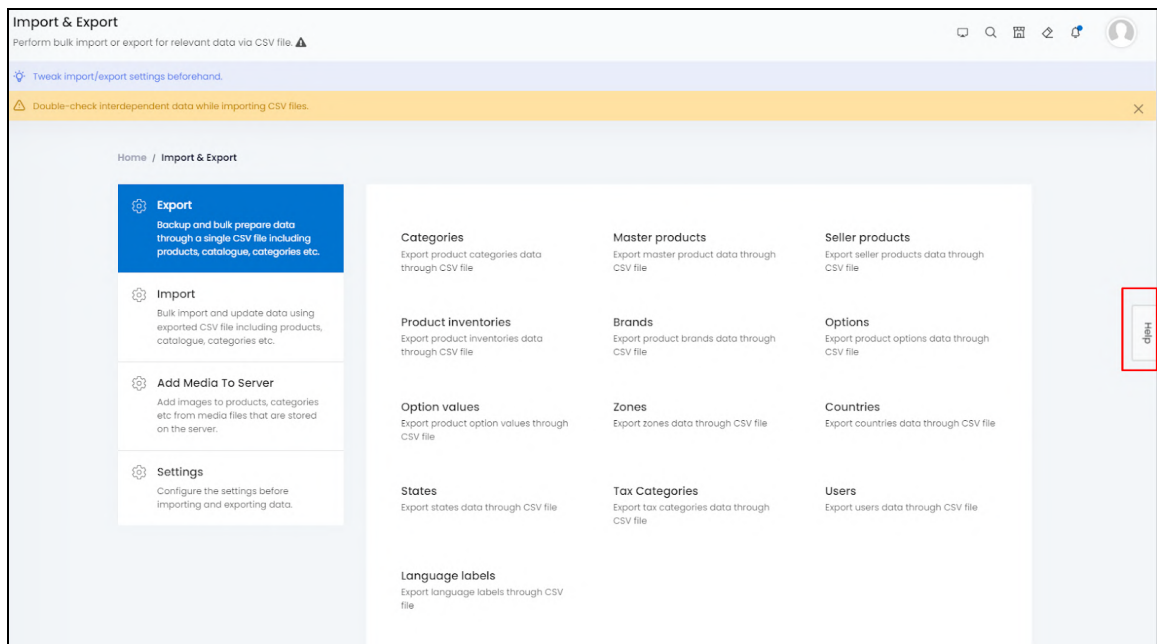 Import & Export
Perform bulk import or export for relevant data via CSV file.
Tweak import/export settings beforehand.
Double-check interdependent data while importing CSV files.
Home / Import & Export
Export
Backup and bulk prepare data
through a single CSV file including
products, catalogue, categories etc.
Import
Bulk import and update data using
exported CSV file including products,
catalogue, categories etc.
Add Media To Server
Add images to products, categories
etc from media files that are stored
on the server.
Settings
Configure the settings before
importing and exporting data.
Categories
Export product categories data
through CSV file
Master products
Export master product data through
CSV file
Seller products
Export seller products data through
CSV file
Product inventories
Export product inventories data
through CSV file
Brands
Export product brands data through
CSV file
Options
Export product options data through
CSV file
Option values
Export product option values through
CSV file
Zones
Export zones data through CSV file
Countries
Export countries data through CSV file
States
Export states data through CSV file
Tax Categories
Export tax categories data through
CSV file
Users
Export users data through CSV file
Language labels
Export language labels through CSV
file
Help